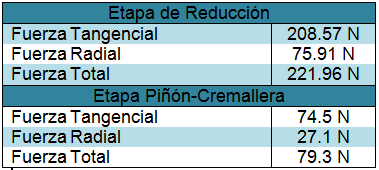 Etapa de Reducción
Fuerza Tangencial 208.57 N
Fuerza Radial 75.91 N
Fuerza Total 221.96 N
Etapa Piñón-Cremallera
Fuerza Tangencial 74.5 N
Fuerza Radial 27.1 N
Fuerza Total 79.3 N